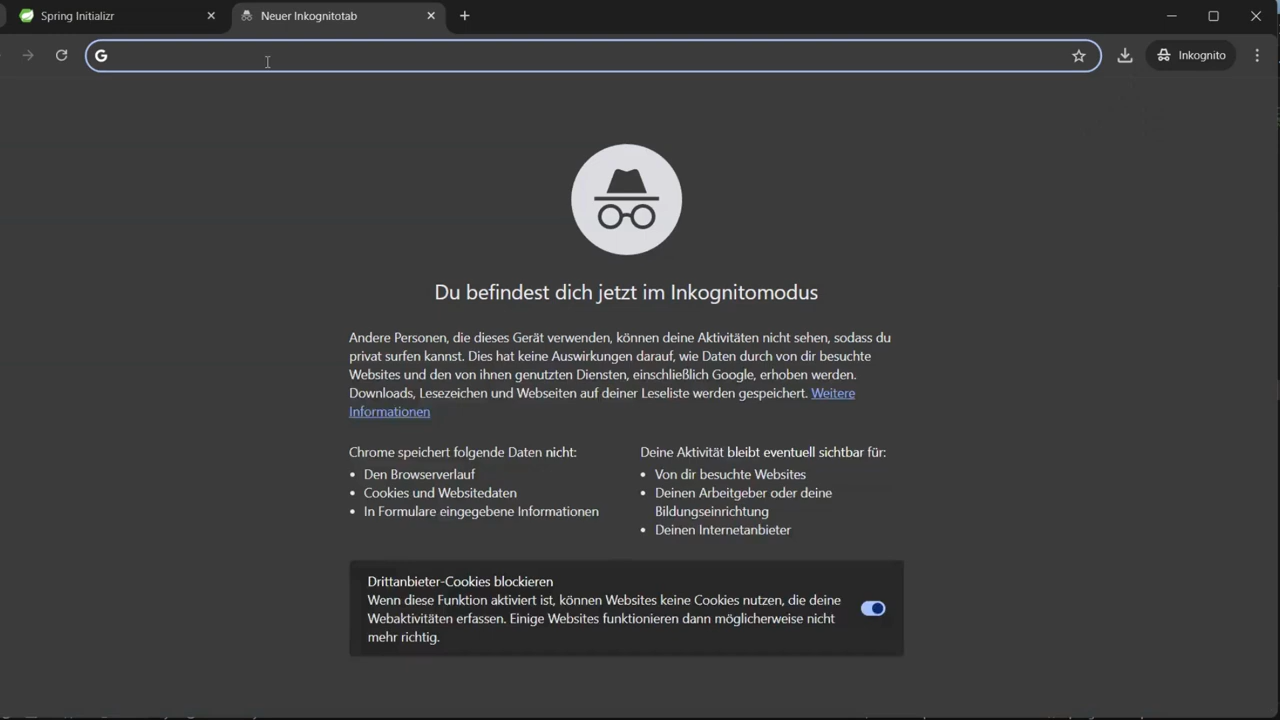 Spring Initializr
Neuer Inkognitotab
Inkognito
Du befindest dich jetzt im Inkognitomodus
Andere Personen, die dieses Gerät verwenden, können deine Aktivitäten nicht sehen, sodass du
privat surfen kannst. Dies hat keine Auswirkungen darauf, wie Daten durch von dir besuchte
Websites und den von ihnen genutzten Diensten, einschließlich Google, erhoben werden.
Downloads, Lesezeichen und Webseiten auf deiner Leseliste werden gespeichert. Weitere
Informationen
Chrome speichert folgende Daten nicht:
• Den Browserverlauf
• Cookies und Websitedaten
• In Formulare eingegebene Informationen
Deine Aktivität bleibt eventuell sichtbar für:
• Von dir besuchte Websites
• Deinen Arbeitgeber oder deine
Bildungseinrichtung
• Deinen Internetanbieter
Drittanbieter-Cookies blockieren
Wenn diese Funktion aktiviert ist, können Websites keine Cookies nutzen, die deine
Webaktivitäten erfassen. Einige Websites funktionieren dann möglicherweise nicht
mehr richtig.